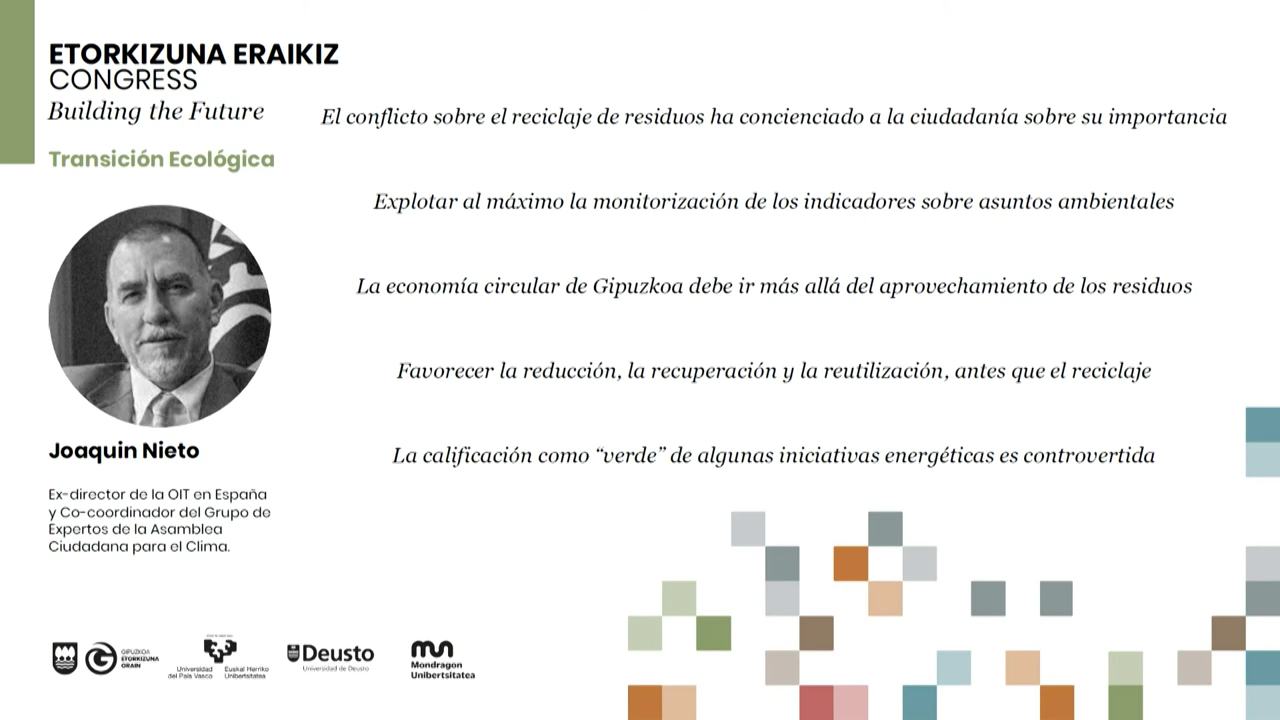 ETORKIZUNA ERAIKIZ
CONGRESS
Building the Future
Transición Ecológica
El conflicto sobre el reciclaje de residuos ha concienciado a la ciudadanía sobre su importancia
Explotar al máximo la monitorización de los indicadores sobre asuntos ambientales
La economía circular de Gipuzkoa debe ir más allá del aprovechamiento de los residuos
Favorecer la reducción, la recuperación y la reutilización, antes que el reciclaje
La calificación como “verde” de algunas iniciativas energéticas es controvertida
Joaquin Nieto
Ex-director de la OIT en España
y Co-coordinador del Grupo de
Expertos de la Asamblea
Ciudadana para el Clima.
GIPUZKOA
ETORKIZUNA
ORAIN
Universidad
del País Vasco
Euskal Herriko
Unibertsitatea
Deusto
Universidad de Deusto
Mondragon
Unibertsitatea